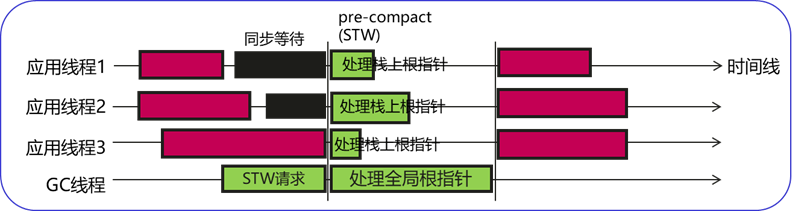 pre-compact
(STW)
同步等待
应用线程1
处理栈上根指针
时间线
应用线程2
处理栈上根指针
应用线程3
处理栈上根指针
GC线程
STW请求
处理全局根指针